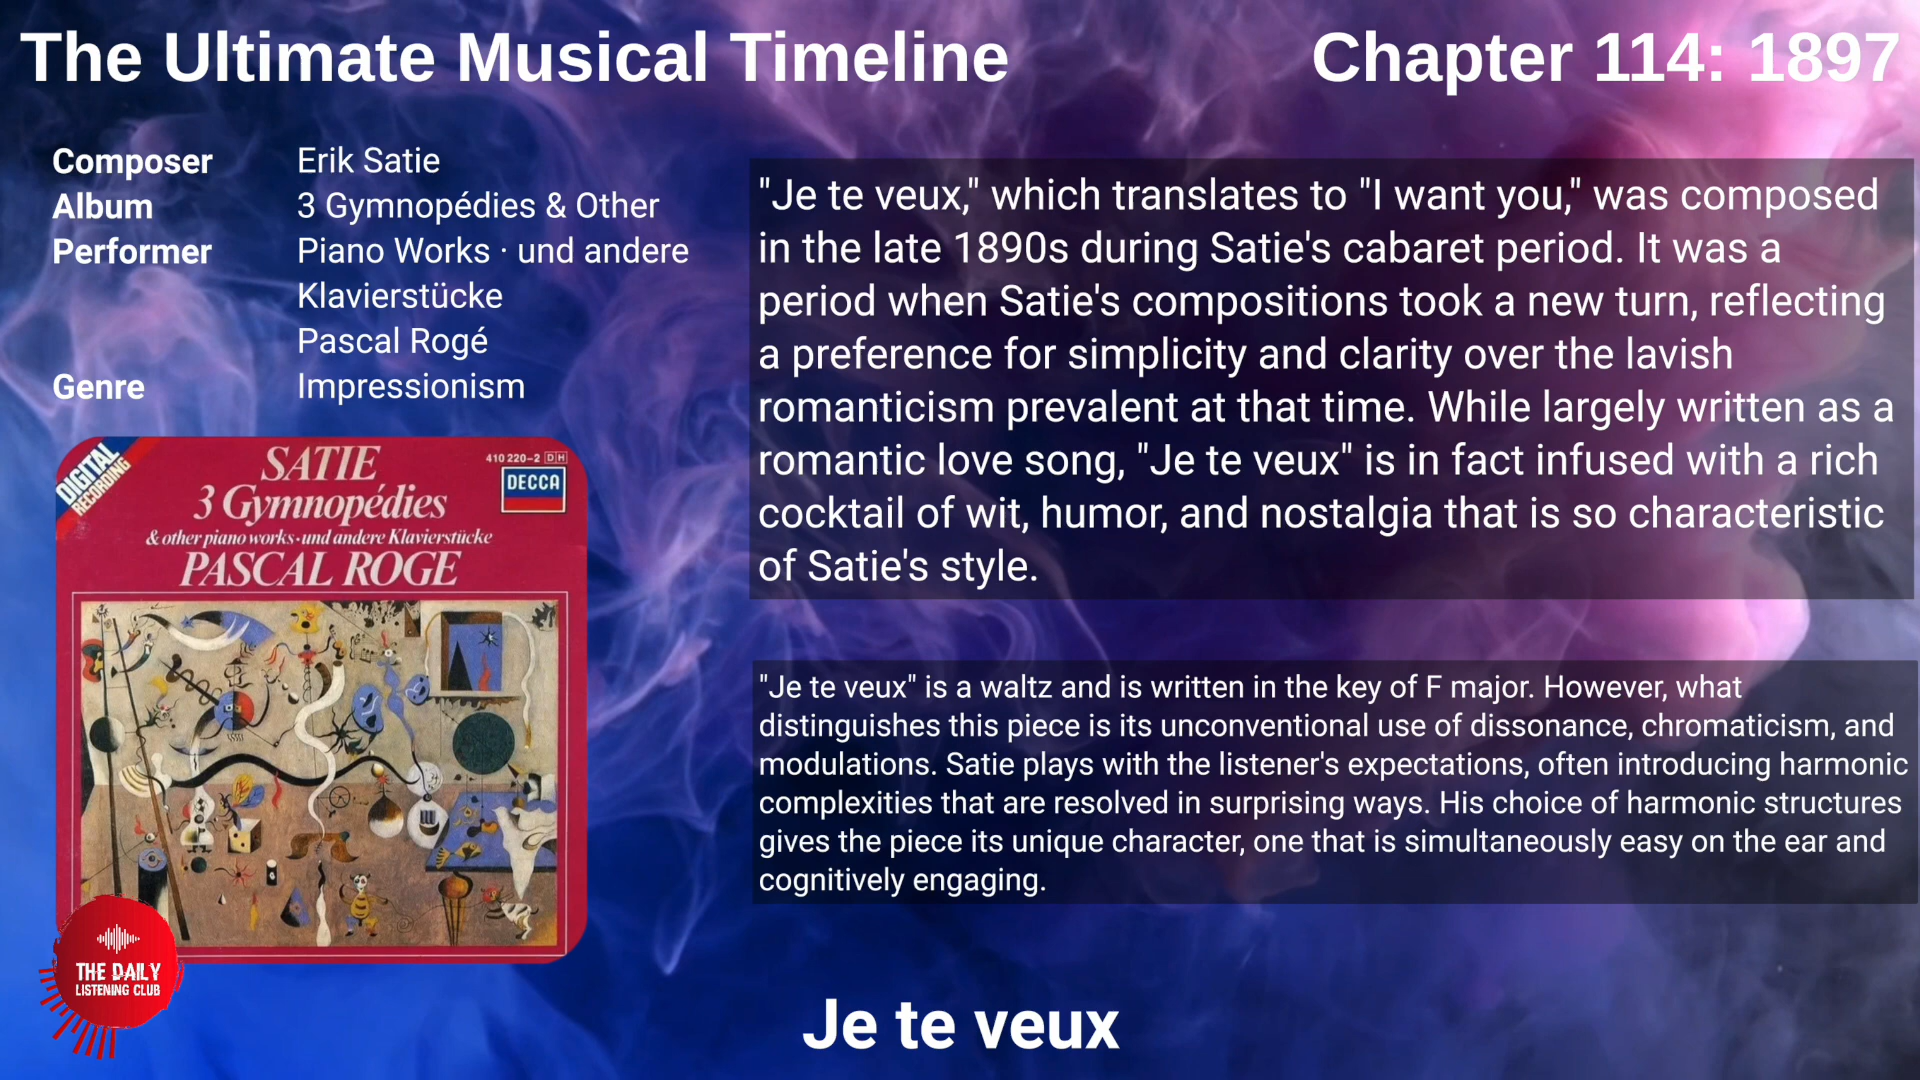 The Ultimate Musical Timeline
Chapter 114: 1897
Composer Erik Satie
Album 3 Gymnopédies & Other
Performer Piano Works · und andere
Klavierstücke
Pascal Rogé
Genre Impressionism
DIGITAL
RECORDING
SATIE
3 Gymnopédies
& other piano works·und andere Klavierstücke
PASCAL ROGE
410 220-2 DH
DECCA
THE DAILY
LISTENING CLUB
"Je te veux," which translates to "I want you," was composed
in the late 1890s during Satie's cabaret period. It was a
period when Satie's compositions took a new turn, reflecting
a preference for simplicity and clarity over the lavish
romanticism prevalent at that time. While largely written as a
romantic love song, "Je te veux" is in fact infused with a rich
cocktail of wit, humor, and nostalgia that is so characteristic
of Satie's style.
"Je te veux" is a waltz and is written in the key of F major. However, what
distinguishes this piece is its unconventional use of dissonance, chromaticism, and
modulations. Satie plays with the listener's expectations, often introducing harmonic
complexities that are resolved in surprising ways. His choice of harmonic structures
gives the piece its unique character, one that is simultaneously easy on the ear and
cognitively engaging.
Je te veux